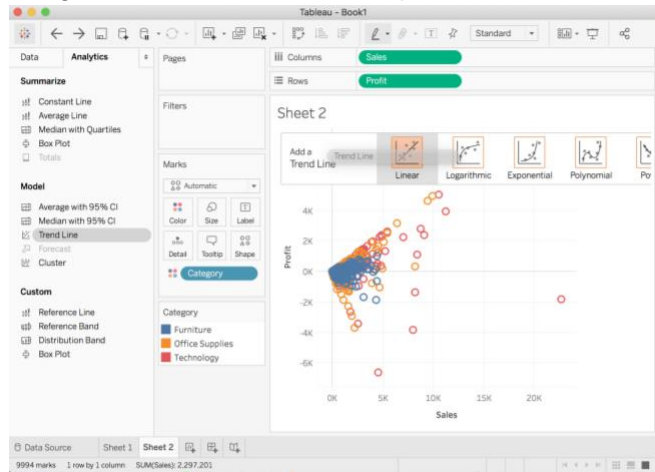 Tableau - Book1
Standard
Data Analytics
Pages
Columns Sales
Rows Profit
Summarize
Constant Line
Average Line
Median with Quartiles
Box Plot
Totals
Model
Average with 95% CI
Median with 95% CI
Trend Line
Forecast
Cluster
Custom
Reference Line
Reference Band
Distribution Band
Box Plot
Filters
Marks
Automatic
Color Size Label
Detail Tooltip Shape
Category
Category
Furniture
Office Supplies
Technology
Sheet 2
Add a
Trend Line
Trend Line
Linear Logarithmic Exponential Polynomial
4K
2K
0K
-2K
-4K
-6K
Profit
0K 5K 10K 15K 20K
Sales
Data Source Sheet 1 Sheet 2
9994 marks 1 row by 1 column SUM(Sales): 2,297,201